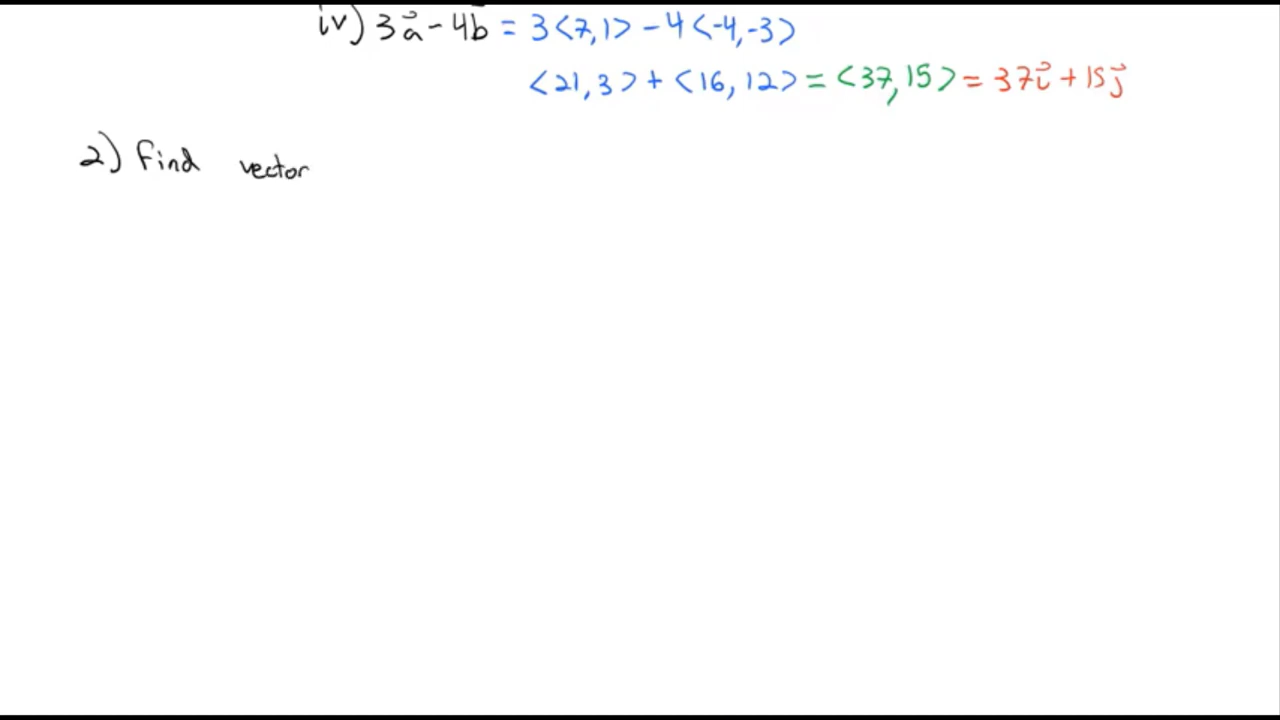 iv) 3a⃗ - 4b⃗ = 3<7,1> - 4<-4,-3>
<21,3> + <16,12> = <37,15> = 37i⃗ + 15j⃗
2) Find vector